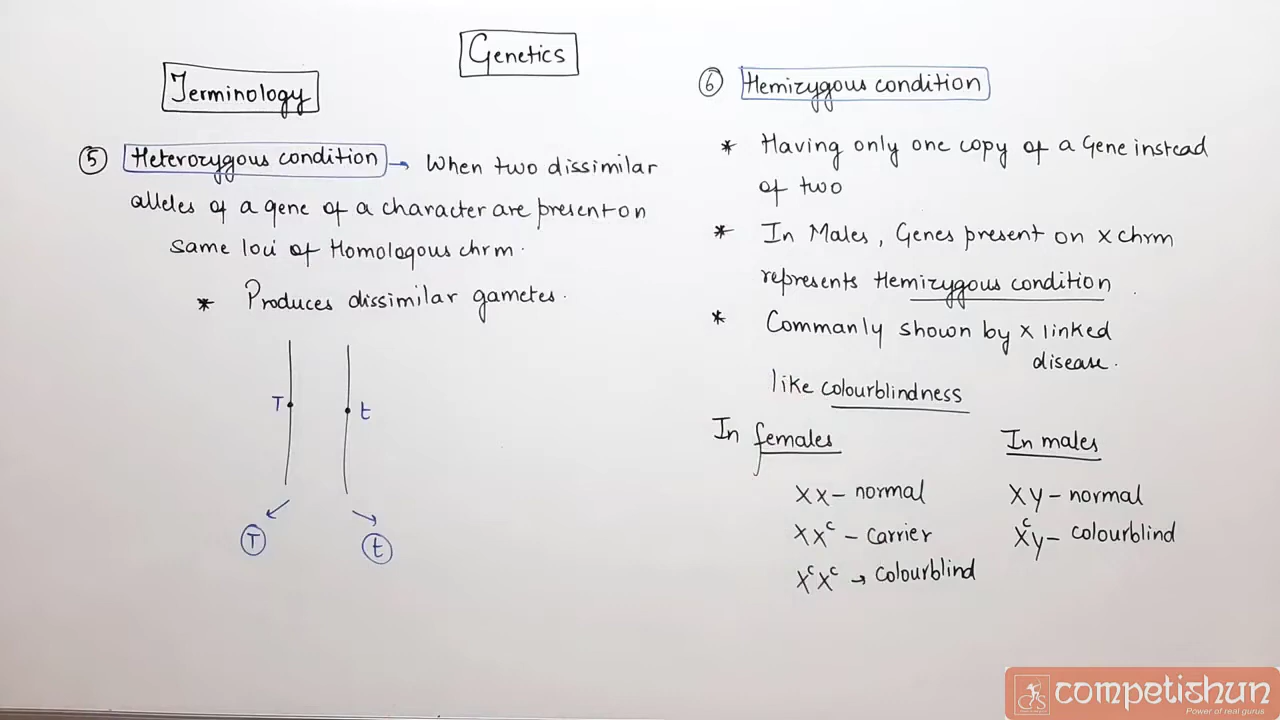 Genetics
Terminology
5 Heterozygous condition → When two dissimilar
alleles of a gene of a character are present on
same loci of Homologous chrm.
* Produces dissimilar gametes.
T t
T t
6 Hemizygous condition
* Having only one copy of a Gene instead
of two
* In Males, Genes present on X chrm
represents Hemizygous condition.
* Commanly shown by X linked
disease.
like colourblindness
In females
XX - normal
XXᶜ - carrier
XᶜXᶜ → colourblind
In males
XY - normal
XᶜY - colourblind
competishun
Power of real gurus